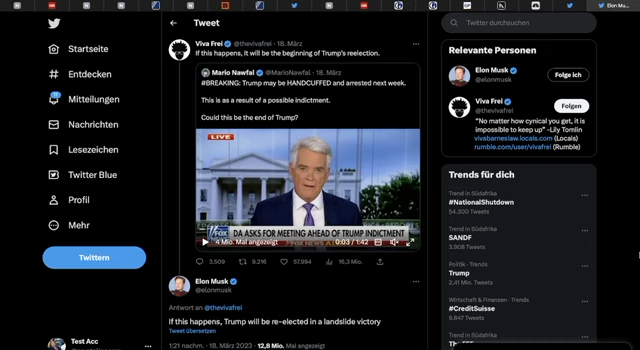 Elon Mu...
Tweet
Startseite
Entdecken
Mitteilungen
Nachrichten
Lesezeichen
Twitter Blue
Profil
Mehr
Twittern
Test Acc
Viva Frei @thevivafrei · 18. März
If this happens, it will be the beginning of Trump's reelection.
Mario Nawfal @MarioNawfal · 18. März
#BREAKING: Trump may be HANDCUFFED and arrested next week.
This is as a result of a possible indictment.
Could this be the end of Trump?
LIVE
FOX
DA ASKS FOR MEETING AHEAD OF TRUMP INDICTMENT
4 Mio. Mal angezeigt
0:03 / 1:42
3.509 9.216 57.994 16,3 Mio.
Elon Musk
@elonmusk
Antwort an @thevivafrei
If this happens, Trump will be re-elected in a landslide victory
Tweet übersetzen
1:21 nachm. · 18. März 2023 · 12,8 Mio. Mal angezeigt
Twitter durchsuchen
Relevante Personen
Elon Musk
@elonmusk
Folge ich
Viva Frei
@thevivafrei
Folgen
"No matter how cynical you get, it is
impossible to keep up" -Lily Tomlin
vivabarneslaw.locals.com (Locals)
rumble.com/user/vivafrei (Rumble)
Trends für dich
Trend in Südafrika
#NationalShutdown
54.300 Tweets
Trend in Südafrika
SANDF
3.908 Tweets
Politik · Trends
Trump
2,41 Mio. Tweets
Wirtschaft & Finanzen · Trends
#CreditSuisse
9.847 Tweets
Trend in Südafrika